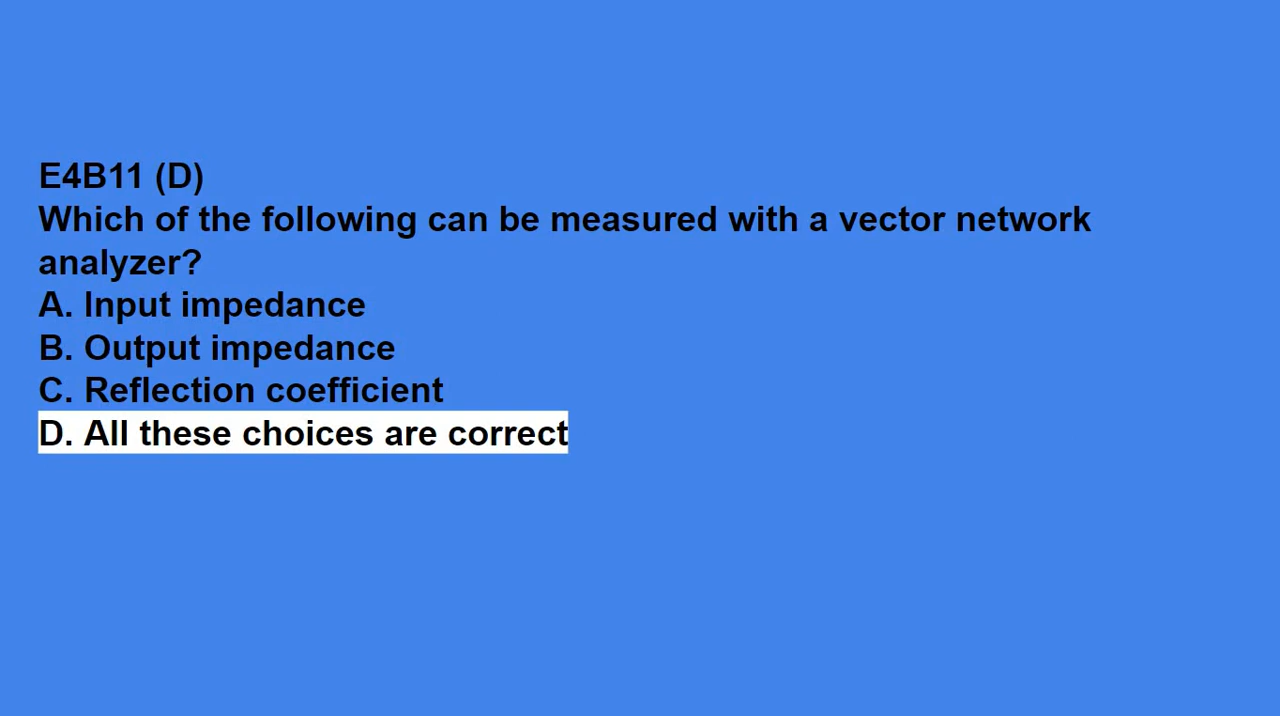 E4B11 (D)
Which of the following can be measured with a vector network
analyzer?
A. Input impedance
B. Output impedance
C. Reflection coefficient
D. All these choices are correct